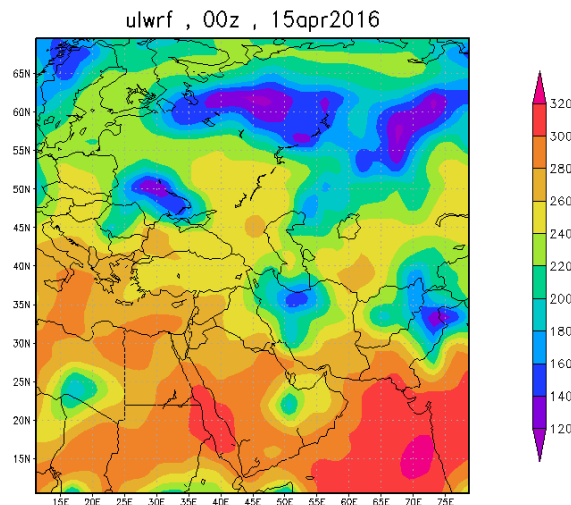 ulwrf , 00z , 15apr2016
65N
60N
55N
50N
45N
40N
35N
30N
25N
20N
15N
15E 20E 25E 30E 35E 40E 45E 50E 55E 60E 65E 70E 75E
320
300
280
260
240
220
200
180
160
140
120